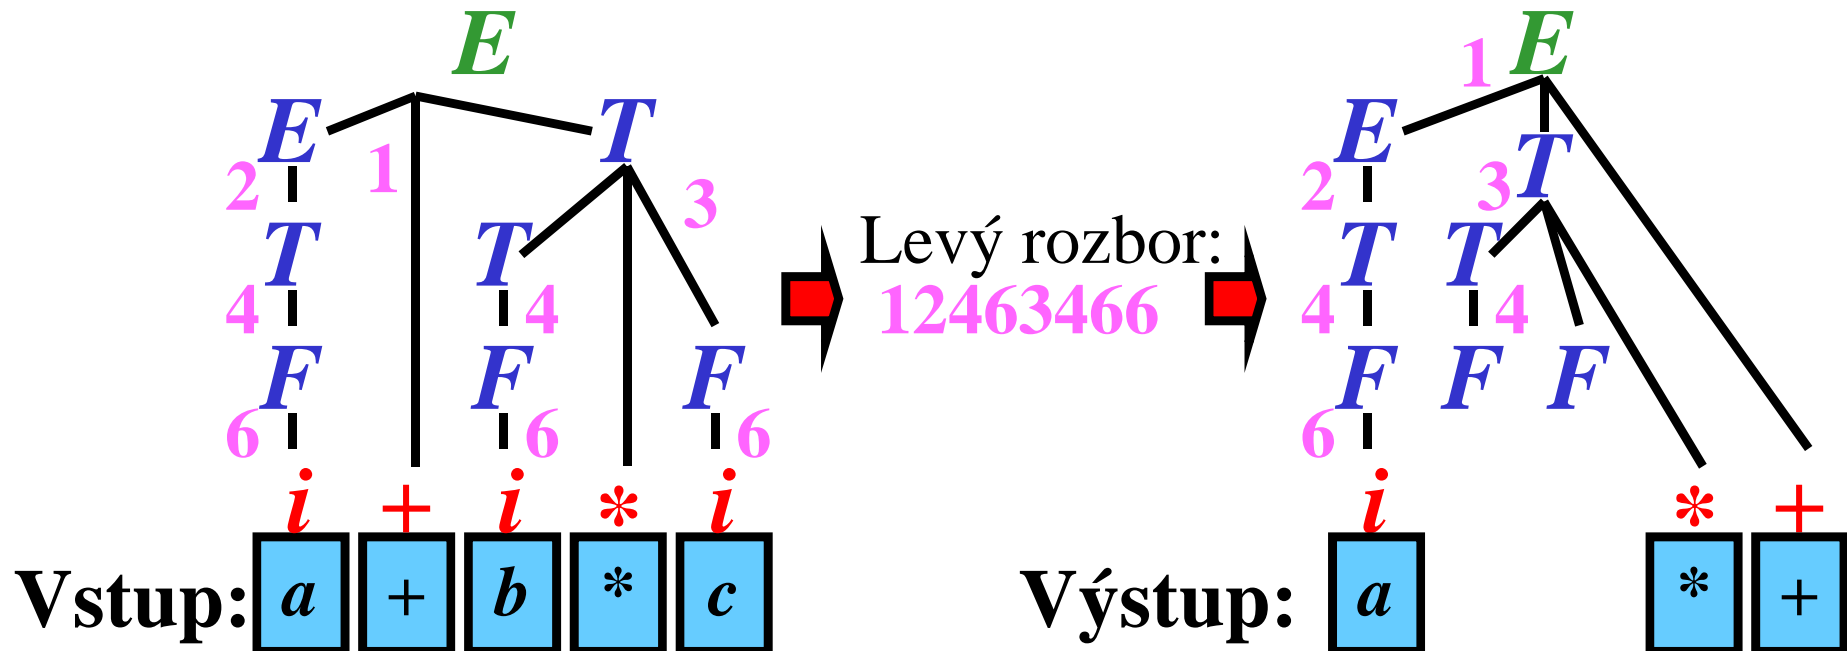 E
1 E
E T
E
1
2 3
2 3 T
T T
Levý rozbor:
T T
4 4
12463466
4 4
F F F
F F F
6 6 6
6
i + i * i
i * +
Vstup: a + b * c
Výstup: a * +